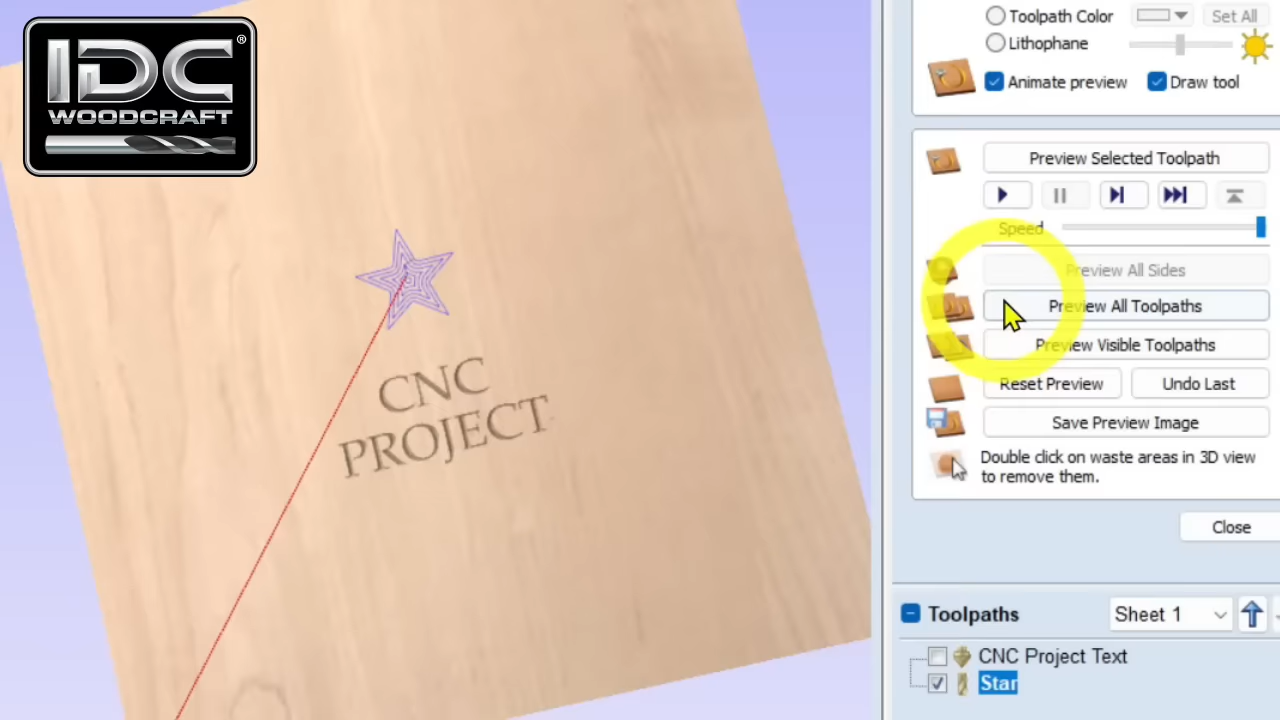 IDC®
WOODCRAFT
CNC
PROJECT
Toolpath Color
Set All
Lithophane
Animate preview
Draw tool
Preview Selected Toolpath
Speed
Preview All Sides
Preview All Toolpaths
Preview Visible Toolpaths
Reset Preview
Undo Last
Save Preview Image
Double click on waste areas in 3D view
to remove them.
Close
Toolpaths
Sheet 1
CNC Project Text
Star